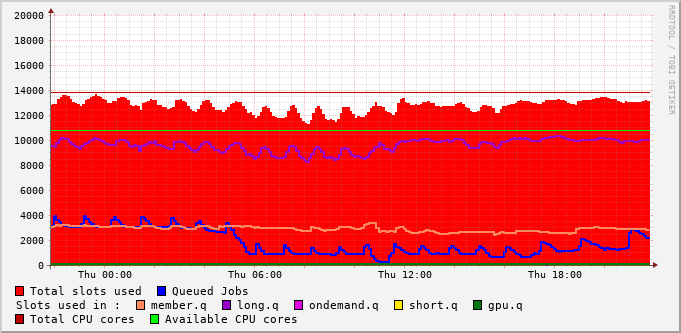 RRDTOOL / TOBI OETIKER
20000
18000
16000
14000
12000
10000
8000
6000
4000
2000
0
Thu 00:00 Thu 06:00 Thu 12:00 Thu 18:00
Total slots used Queued Jobs
Slots used in : member.q long.q ondemand.q short.q gpu.q
Total CPU cores Available CPU cores